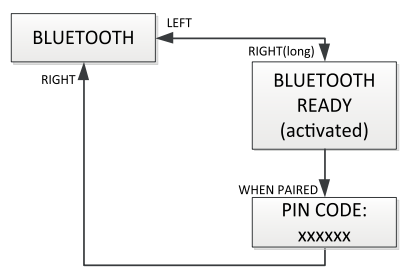 LEFT
BLUETOOTH
RIGHT(long)
RIGHT
BLUETOOTH
READY
(activated)
WHEN PAIRED
PIN CODE:
xxxxxx